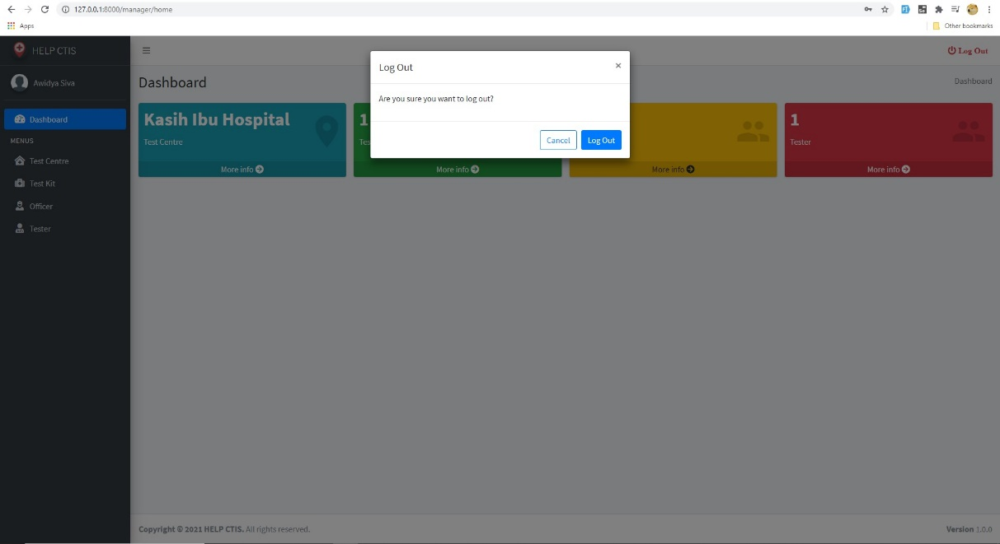 127.0.0.1:8000/manager/home
Apps
Other bookmarks
HELP CTIS
Log Out
Awidya Siva
Dashboard
Dashboard
Log Out
×
Are you sure you want to log out?
Cancel
Log Out
Dashboard
MENUS
Test Centre
Test Kit
Officer
Tester
Kasih Ibu Hospital
Test Centre
More info
1
Tes
More info
More info
1
Tester
More info
Copyright © 2021 HELP CTIS. All rights reserved.
Version 1.0.0